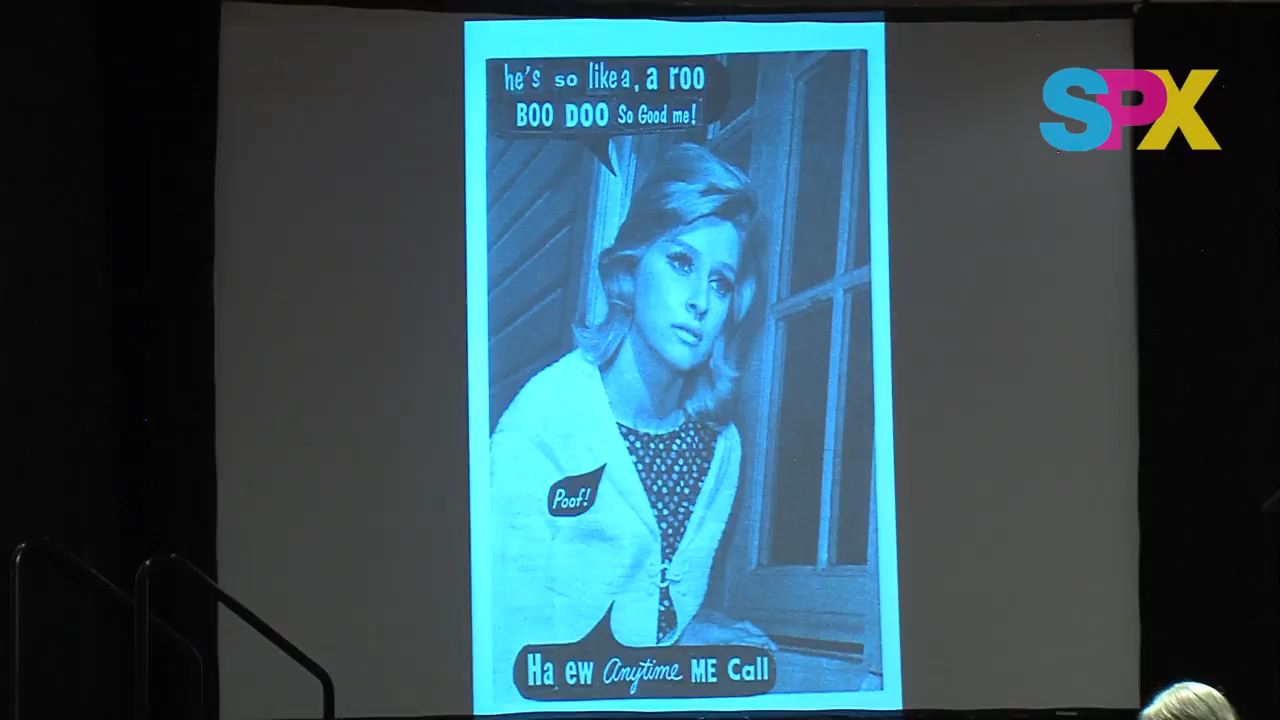 SPX
he's so like a, a roo
BOO DOO So Good me!
Poof!
Ha ew Anytime ME Call